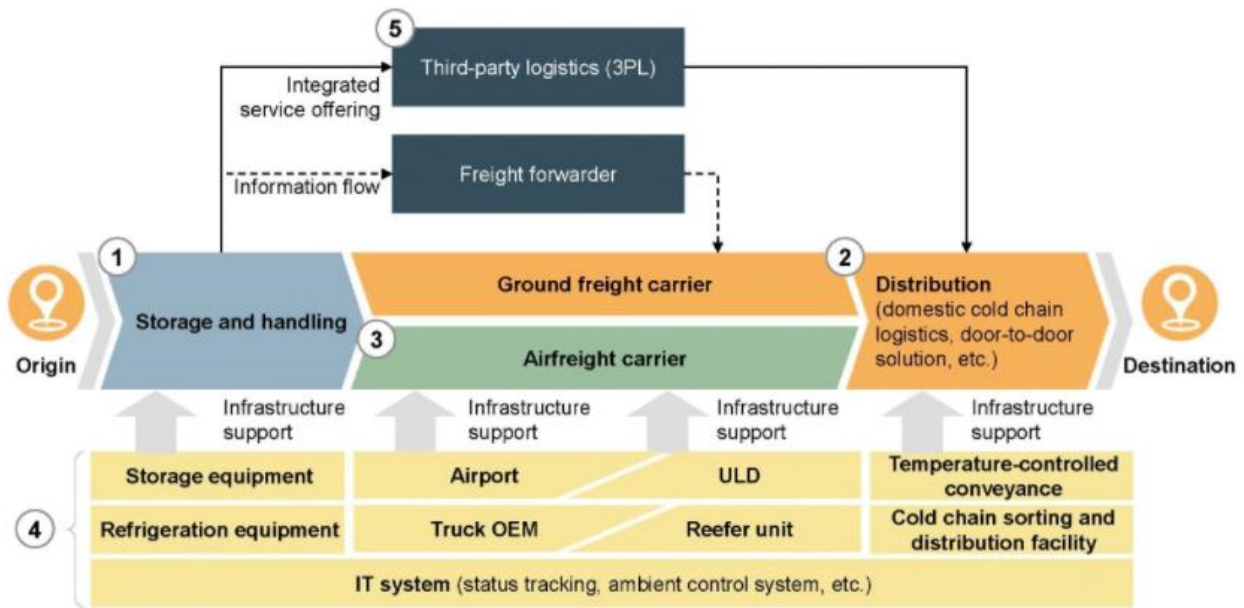 5
Third-party logistics (3PL)
Integrated
service offering
Information flow
Freight forwarder
1
2
Ground freight carrier
Distribution
(domestic cold chain
logistics, door-to-door
solution, etc.)
Storage and handling
3
Airfreight carrier
Origin
Destination
Infrastructure
support
Infrastructure
support
Infrastructure
support
Infrastructure
support
4
Storage equipment
Airport
ULD
Temperature-controlled
conveyance
Refrigeration equipment
Truck OEM
Reefer unit
Cold chain sorting and
distribution facility
IT system (status tracking, ambient control system, etc.)